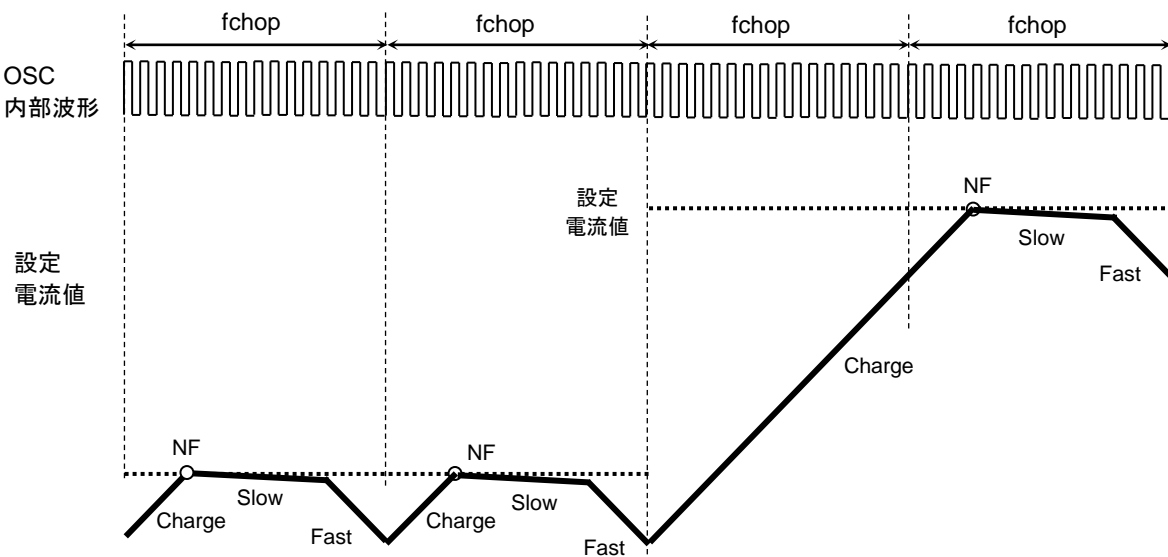 fchop
fchop
fchop
fchop
OSC
内部波形
設定
電流値
NF
Slow
Fast
設定
電流値
Charge
NF
Slow
Charge
Fast
NF
Slow
Charge
Fast